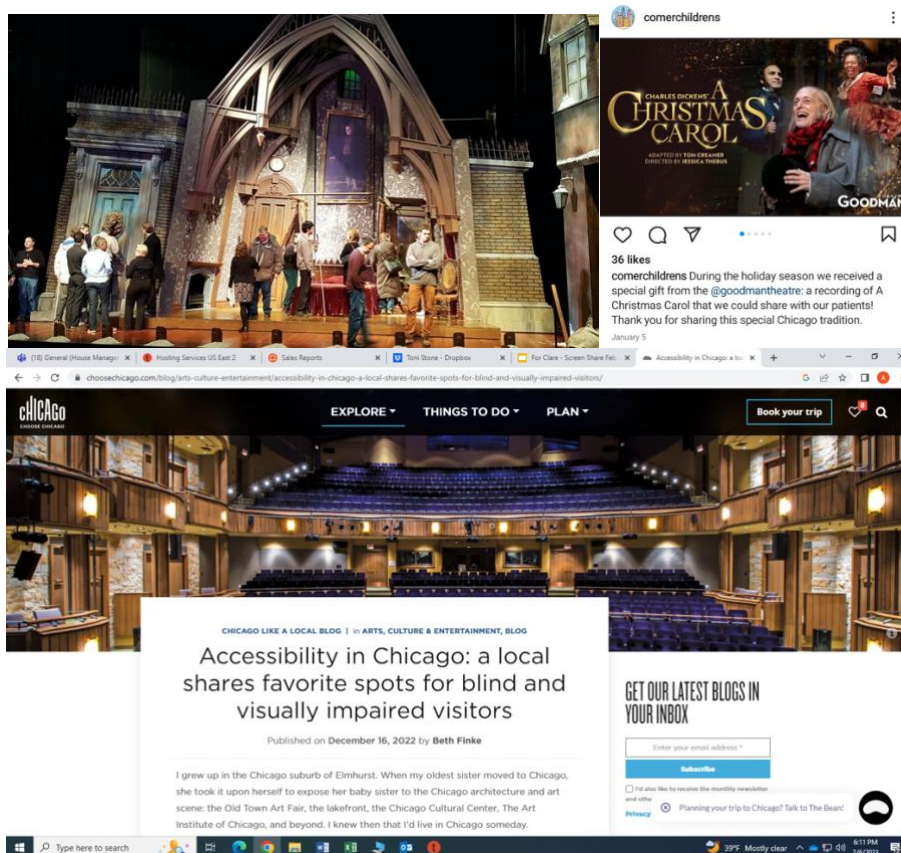 comerchildrens
CHARLES DICKENS' A
CHRISTMAS
CAROL
ADAPTED BY TOM CREAMER
DIRECTED BY JESSICA THEBUS
GOODMAN
36 likes
comerchildrens During the holiday season we received a
special gift from the @goodmantheatre: a recording of A
Christmas Carol that we could share with our patients!
Thank you for sharing this special Chicago tradition.
January 5
(18) General (House Manage
Hosting Services US East 2
Sales Reports
Toni Stone - Dropbox
For Clare - Screen Share Feb
Accessibility in Chicago: a loc
choosechicago.com/blog/arts-culture-entertainment/accessibility-in-chicago-a-local-shares-favorite-spots-for-blind-and-visually-impaired-visitors/
CHICAGO
CHOOSE CHICAGO
EXPLORE
THINGS TO DO
PLAN
Book your trip
CHICAGO LIKE A LOCAL BLOG | in ARTS, CULTURE & ENTERTAINMENT, BLOG
Accessibility in Chicago: a local
shares favorite spots for blind and
visually impaired visitors
Published on December 16, 2022 by Beth Finke
I grew up in the Chicago suburb of Elmhurst. When my oldest sister moved to Chicago,
she took it upon herself to expose her baby sister to the Chicago architecture and art
scene: the Old Town Art Fair, the lakefront, the Chicago Cultural Center, The Art
Institute of Chicago, and beyond. I knew then that I'd live in Chicago someday.
GET OUR LATEST BLOGS IN
YOUR INBOX
Enter your email address *
Subscribe
I'd also like to receive the monthly newsletter
and othe
Privacy
Planning your trip to Chicago? Talk to The Bean!
Type here to search
39°F Mostly clear
6:11 PM